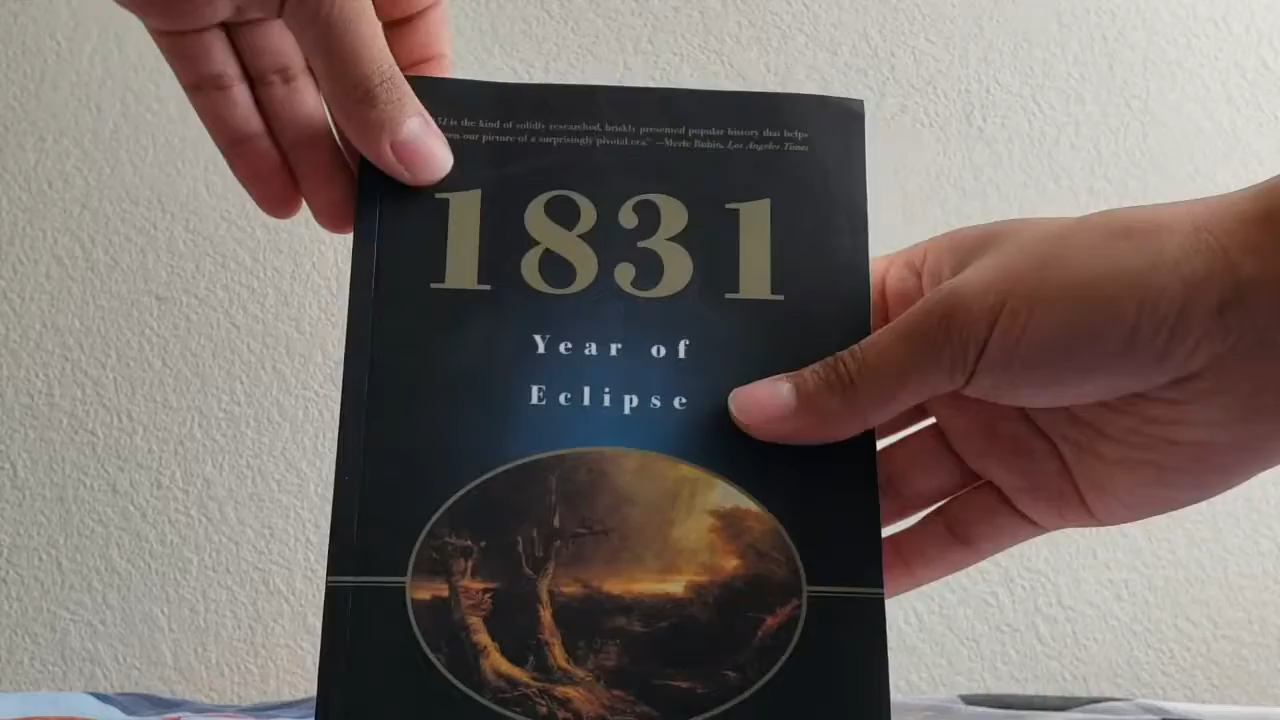 is the kind of solidly researched, briskly presented popular history that helps
our picture of a surprisingly pivotal era." —Merle Rubin, Los Angeles Times
1831
Year of
Eclipse